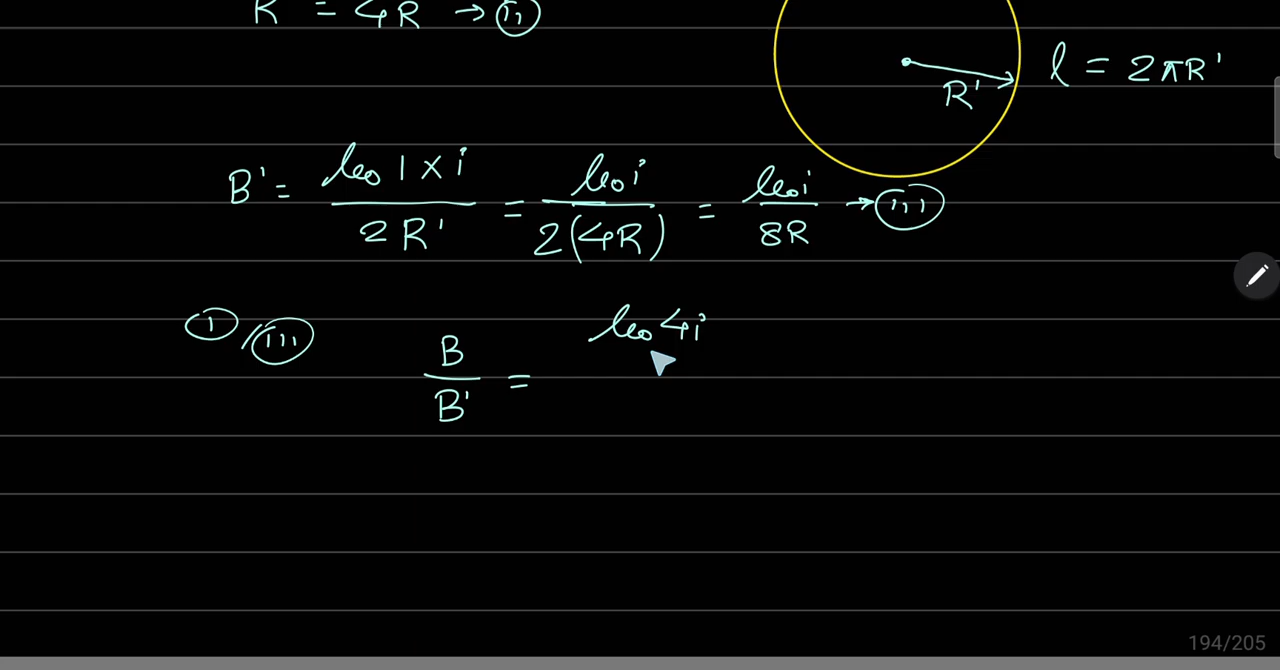 R' = 4R → (ii)
R' l = 2πR'
B' = μ₀ 1 × i / 2R' = μ₀i / 2(4R) = μ₀i / 8R → (iii)
(i) / (iii) B / B' = μ₀ 4i
194/205